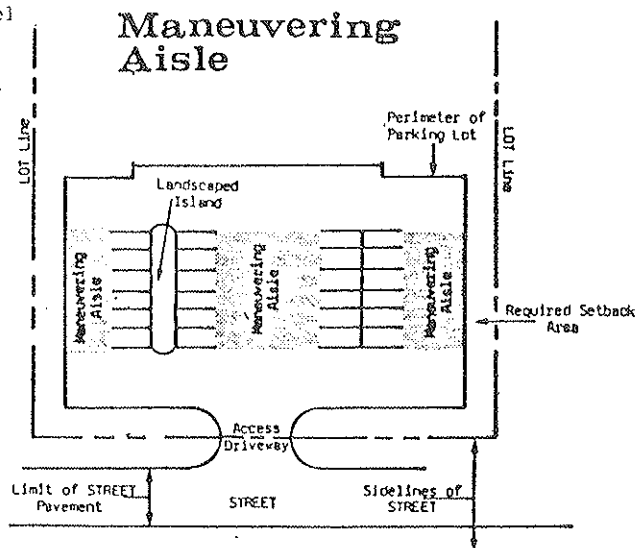 Maneuvering
Aisle
Perimeter of
Parking Lot
LOT Line
LOT Line
Landscaped
Island
Maneuvering
Aisle
Maneuvering
Aisle
Maneuvering
Aisle
Required Setback
Area
Access
Driveway
Limit of STREET
Pavement
STREET
Sidelines of
STREET